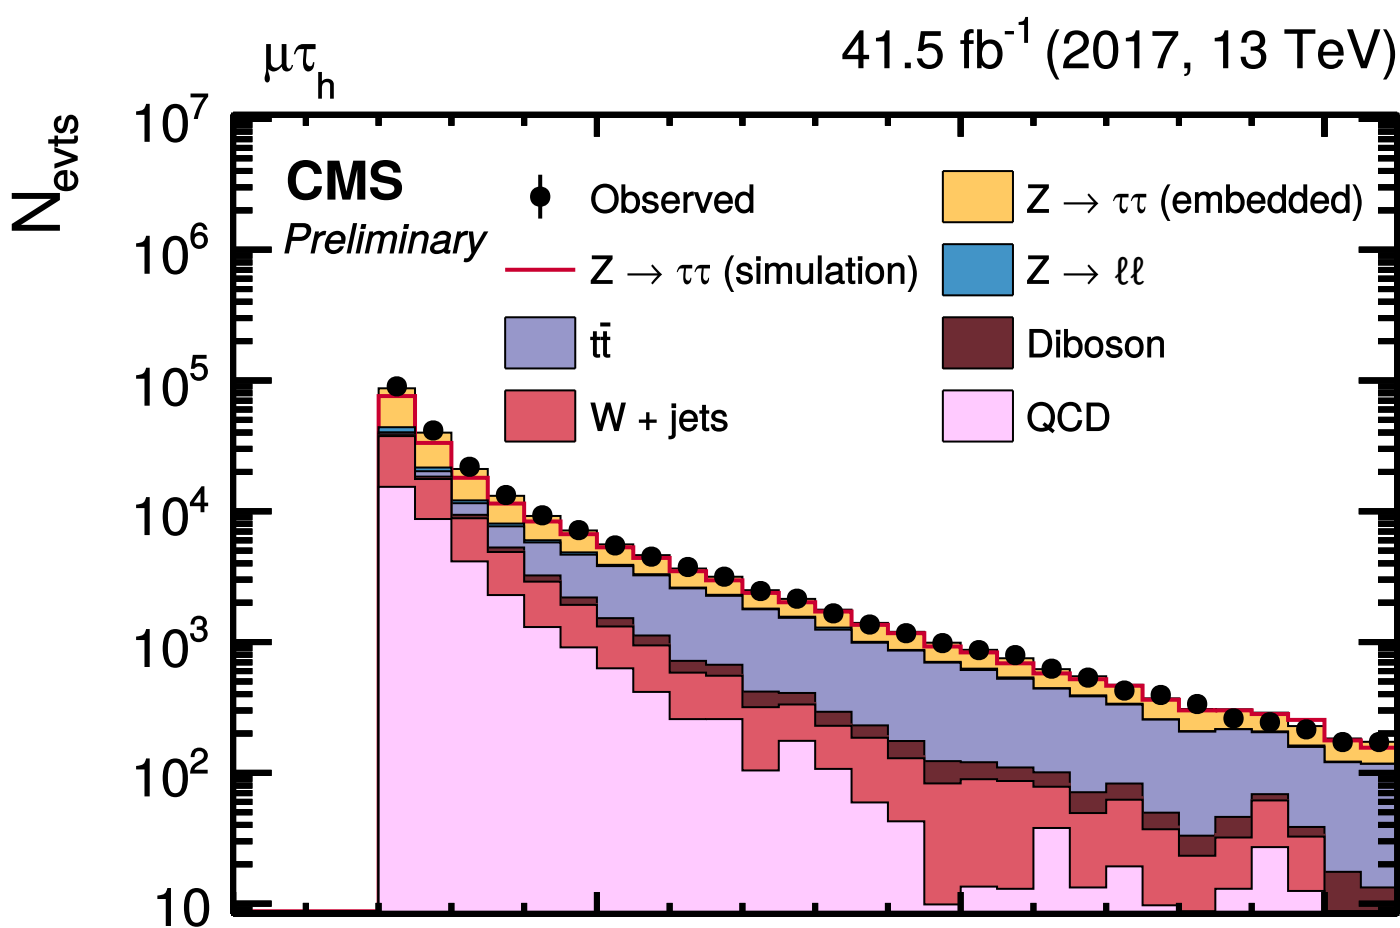 μτh
41.5 fb-1 (2017, 13 TeV)
Nevts
10^7
10^6
10^5
10^4
10^3
10^2
10
CMS
Preliminary
Observed
Z → ττ (simulation)
tt̄
W + jets
Z → ττ (embedded)
Z → ℓℓ
Diboson
QCD